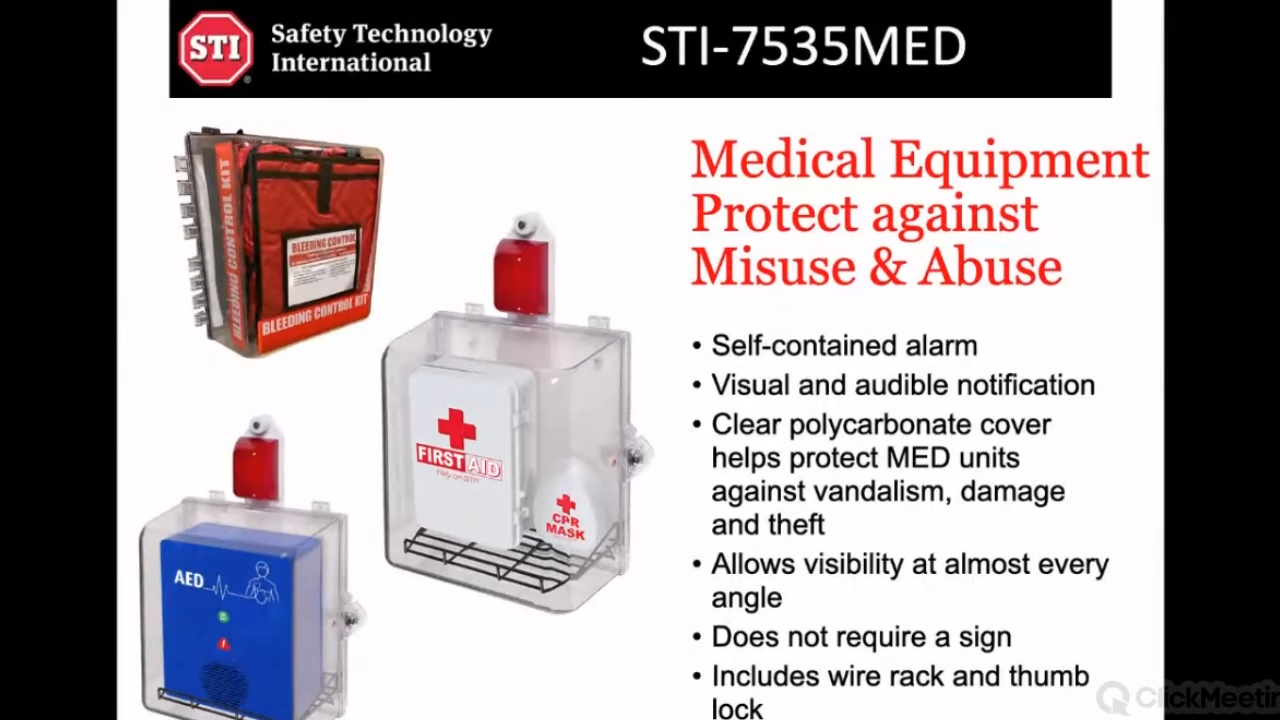 STI
Safety Technology
International
STI-7535MED
Medical Equipment
Protect against
Misuse & Abuse
• Self-contained alarm
• Visual and audible notification
• Clear polycarbonate cover
helps protect MED units
against vandalism, damage
and theft
• Allows visibility at almost every
angle
• Does not require a sign
• Includes wire rack and thumb
lock
BLEEDING CONTROL KIT
BLEEDING CONTROL
BLEEDING CONTROL KIT
FIRST AID
CPR
MASK
AED
ClickMeetin